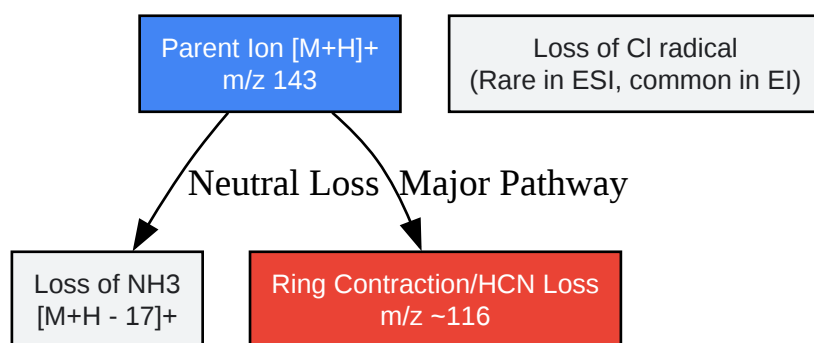 Parent Ion [M+H]+
m/z 143
Loss of Cl radical
(Rare in ESI, common in EI)
Neutral Loss
Major Pathway
Loss of NH3
[M+H - 17]+
Ring Contraction/HCN Loss
m/z ~116